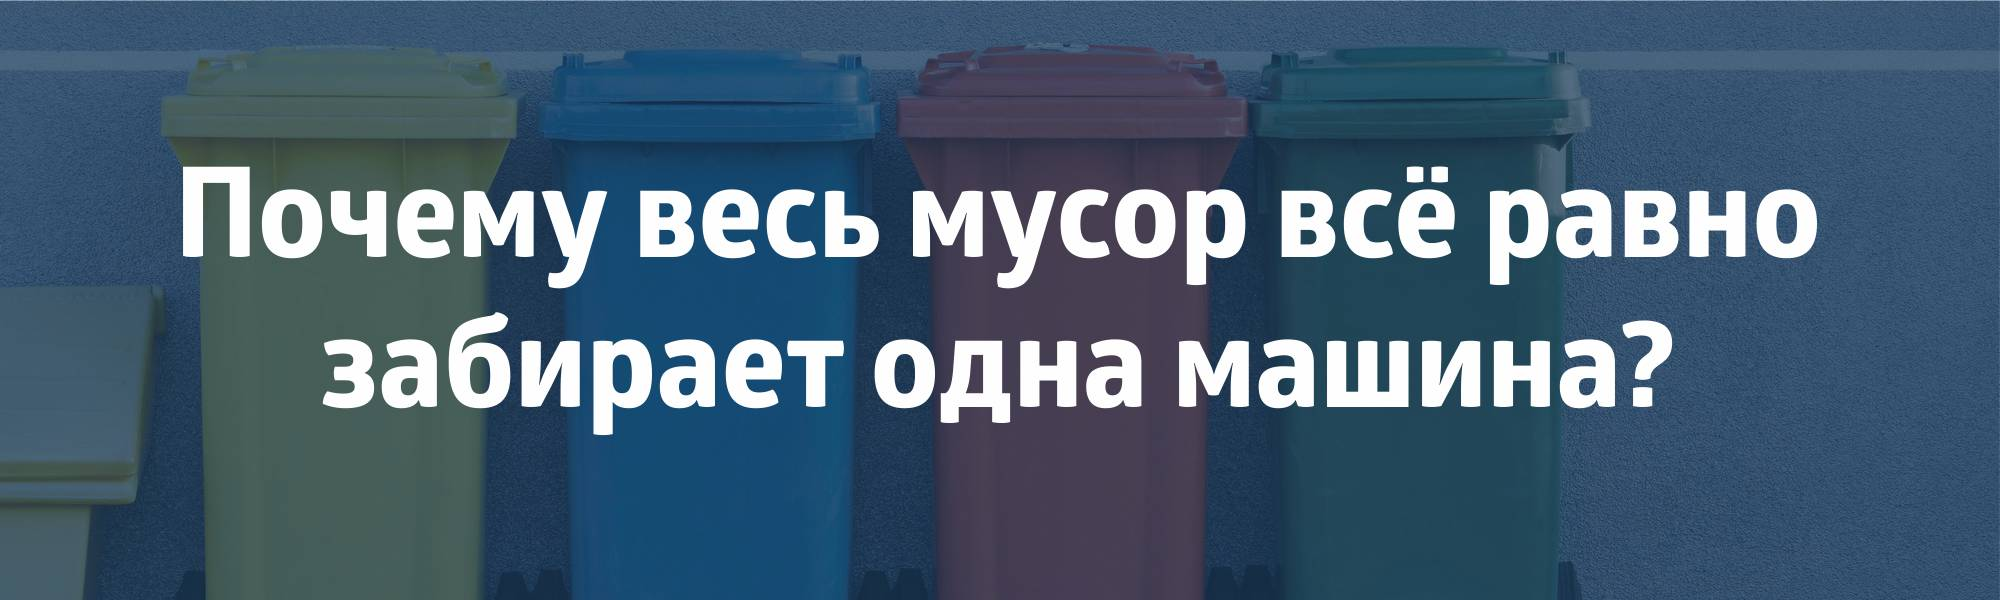 Почему весь мусор всё равно
забирает одна машина?